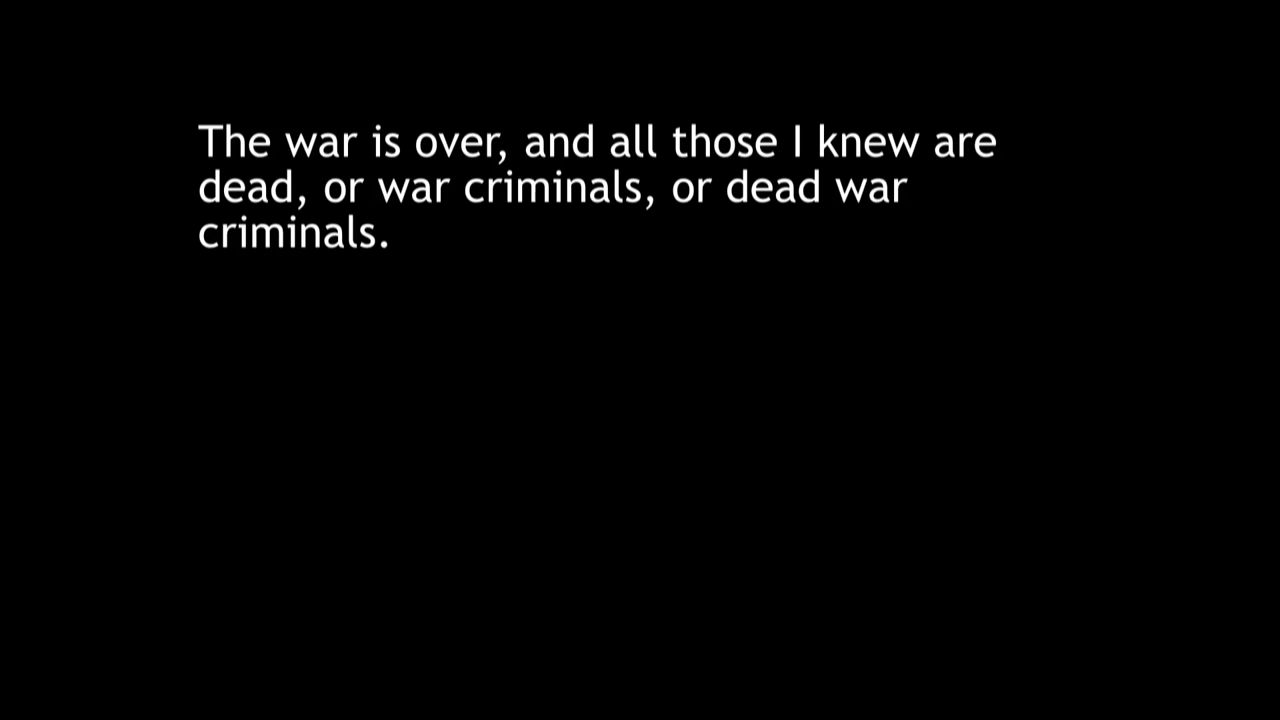 The war is over, and all those I knew are
dead, or war criminals, or dead war
criminals.